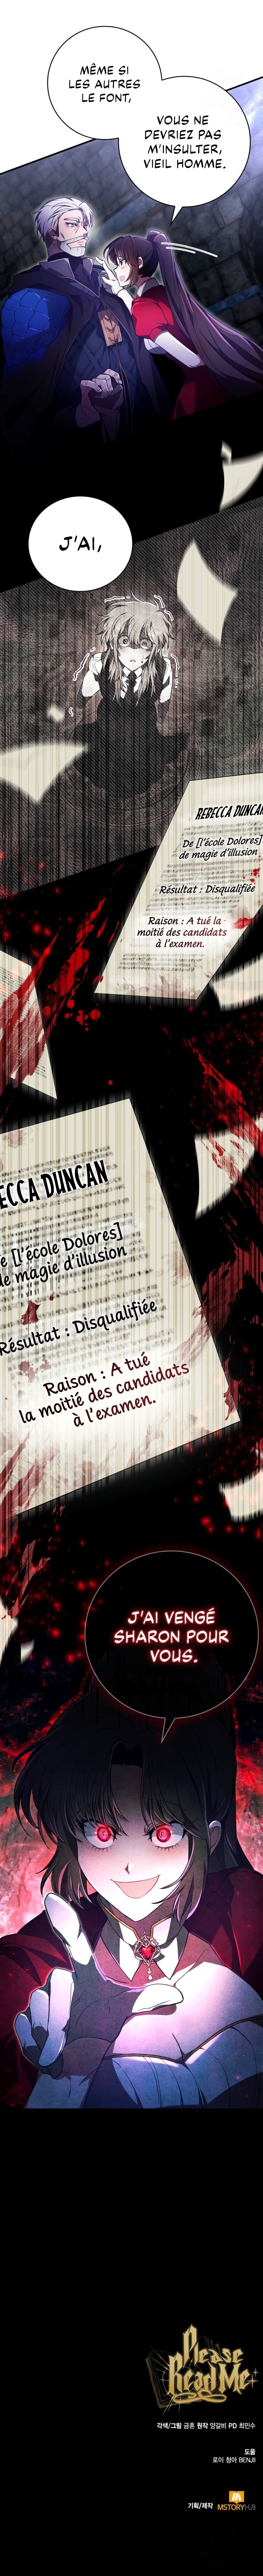 MÊME SI
LES AUTRES
LE FONT,
VOUS NE
DEVRIEZ PAS
M'INSULTER,
VIEIL HOMME.
J'AI,
REBECCA DUNCAN
De [l'école Dolores]
de magie d'illusion
Résultat : Disqualifiée
Raison : A tué la
moitié des candidats
à l'examen.
ECCA DUNCAN
e [l'école Dolores]
de magie d'illusion
Résultat : Disqualifiée
Raison : A tué
la moitié des candidats
à l'examen.
J'AI VENGÉ
SHARON POUR
VOUS.
Please
Read Me
각색/그림 금혼 원작 양갈비 PD 최민수
도움
로이 청아 BENJI
기획/제작 MSTORYHUB